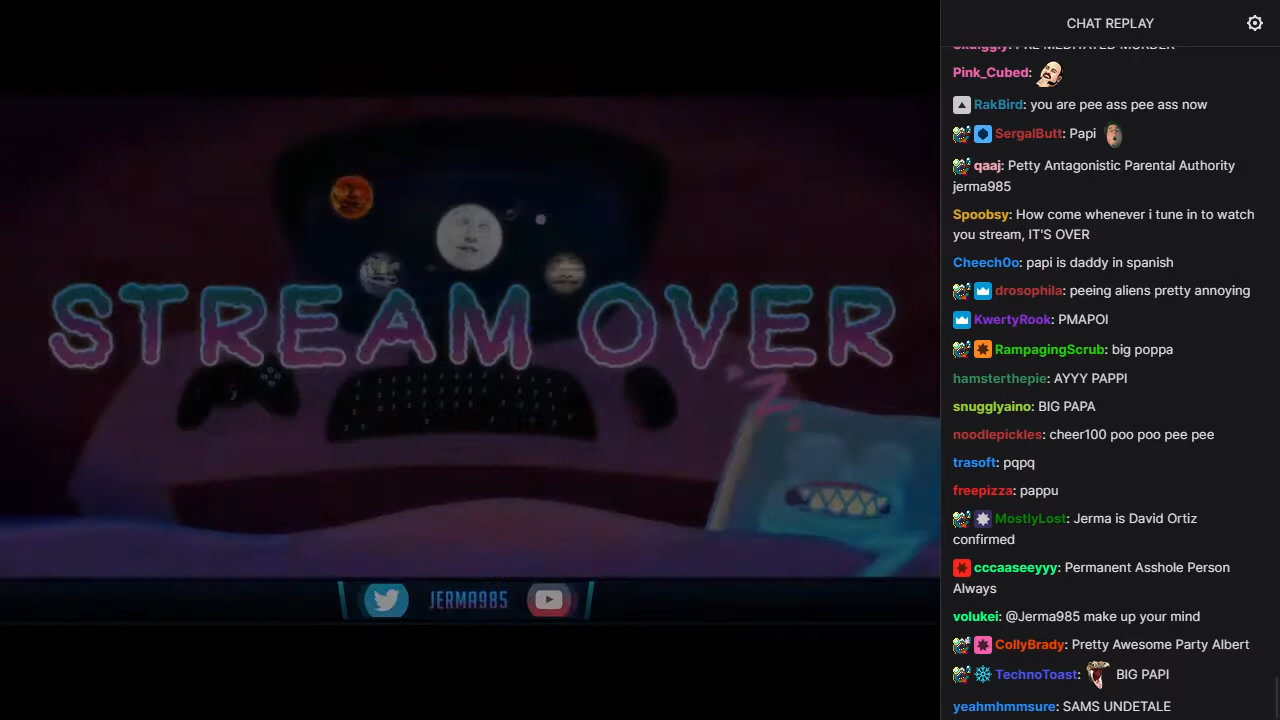 STREAM OVER
JERMA985
CHAT REPLAY
Pink_Cubed:
RakBird: you are pee ass pee ass now
SergalButt: Papi
qaaj: Petty Antagonistic Parental Authority
jerma985
Spoobsy: How come whenever i tune in to watch
you stream, IT'S OVER
Cheech0o: papi is daddy in spanish
drosophila: peeing aliens pretty annoying
KwertyRook: PMAPOI
RampagingScrub: big poppa
hamsterthepie: AYYY PAPPI
snugglyaino: BIG PAPA
noodlepickles: cheer100 poo poo pee pee
trasoft: pqpq
freepizza: pappu
MostlyLost: Jerma is David Ortiz
confirmed
cccaaseeyyy: Permanent Asshole Person
Always
volukei: @Jerma985 make up your mind
CollyBrady: Pretty Awesome Party Albert
TechnoToast: BIG PAPI
yeahmhmmsure: SAMS UNDETALE